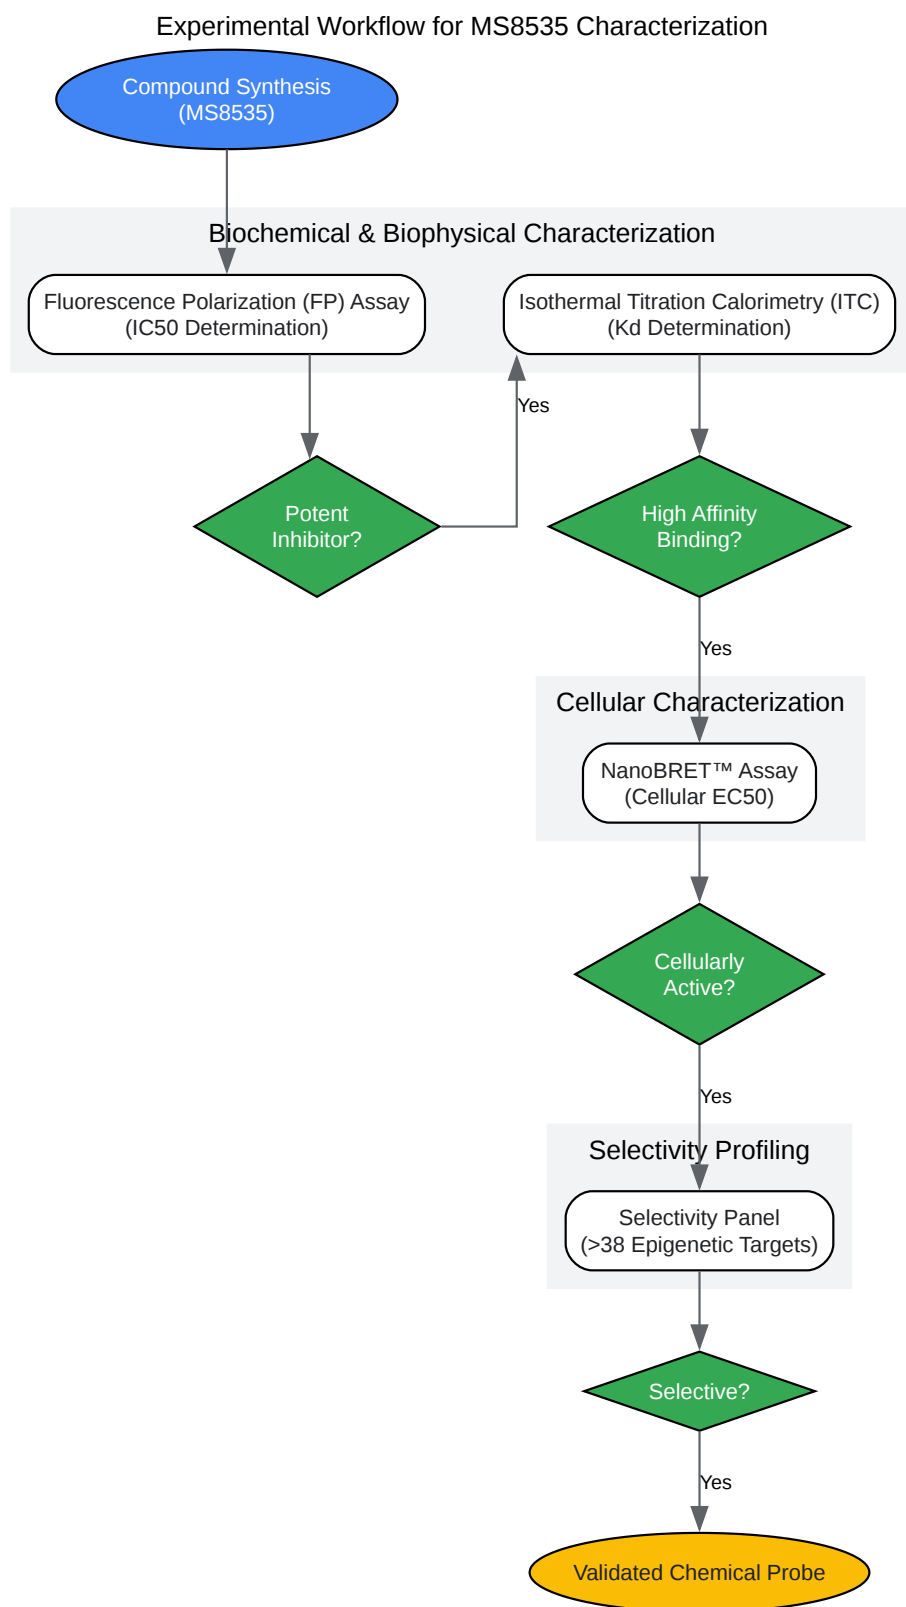 Experimental Workflow for MS8535 Characterization
Compound Synthesis
(MS8535)
Biochemical & Biophysical Characterization
Fluorescence Polarization (FP) Assay
(IC50 Determination)
Isothermal Titration Calorimetry (ITC)
(Kd Determination)
Yes
Potent
Inhibitor?
High Affinity
Binding?
Yes
Cellular Characterization
NanoBRET™ Assay
(Cellular EC50)
Cellularly
Active?
Yes
Selectivity Profiling
Selectivity Panel
(>38 Epigenetic Targets)
Selective?
Yes
Validated Chemical Probe